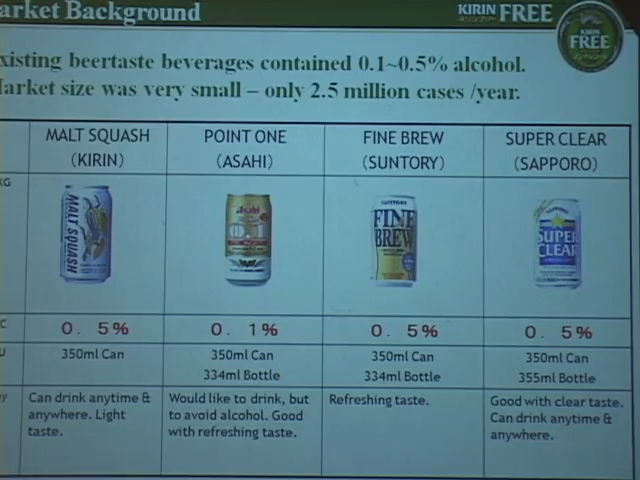 arket Background
KIRIN FREE
KIRIN
FREE
xisting beertaste beverages contained 0.1~0.5% alcohol.
arket size was very small – only 2.5 million cases /year.
MALT SQUASH
(KIRIN)
POINT ONE
(ASAHI)
FINE BREW
(SUNTORY)
SUPER CLEAR
(SAPPORO)
KG
MALT SQUASH
Asahi
0.1
SUNTORY
FINE
BREW
SUPER
CLEAR
C
0.5%
0.1%
0.5%
0.5%
U
350ml Can
350ml Can
334ml Bottle
350ml Can
334ml Bottle
350ml Can
355ml Bottle
y
Can drink anytime &
anywhere. Light
taste.
Would like to drink, but
to avoid alcohol. Good
with refreshing taste.
Refreshing taste.
Good with clear taste.
Can drink anytime &
anywhere.